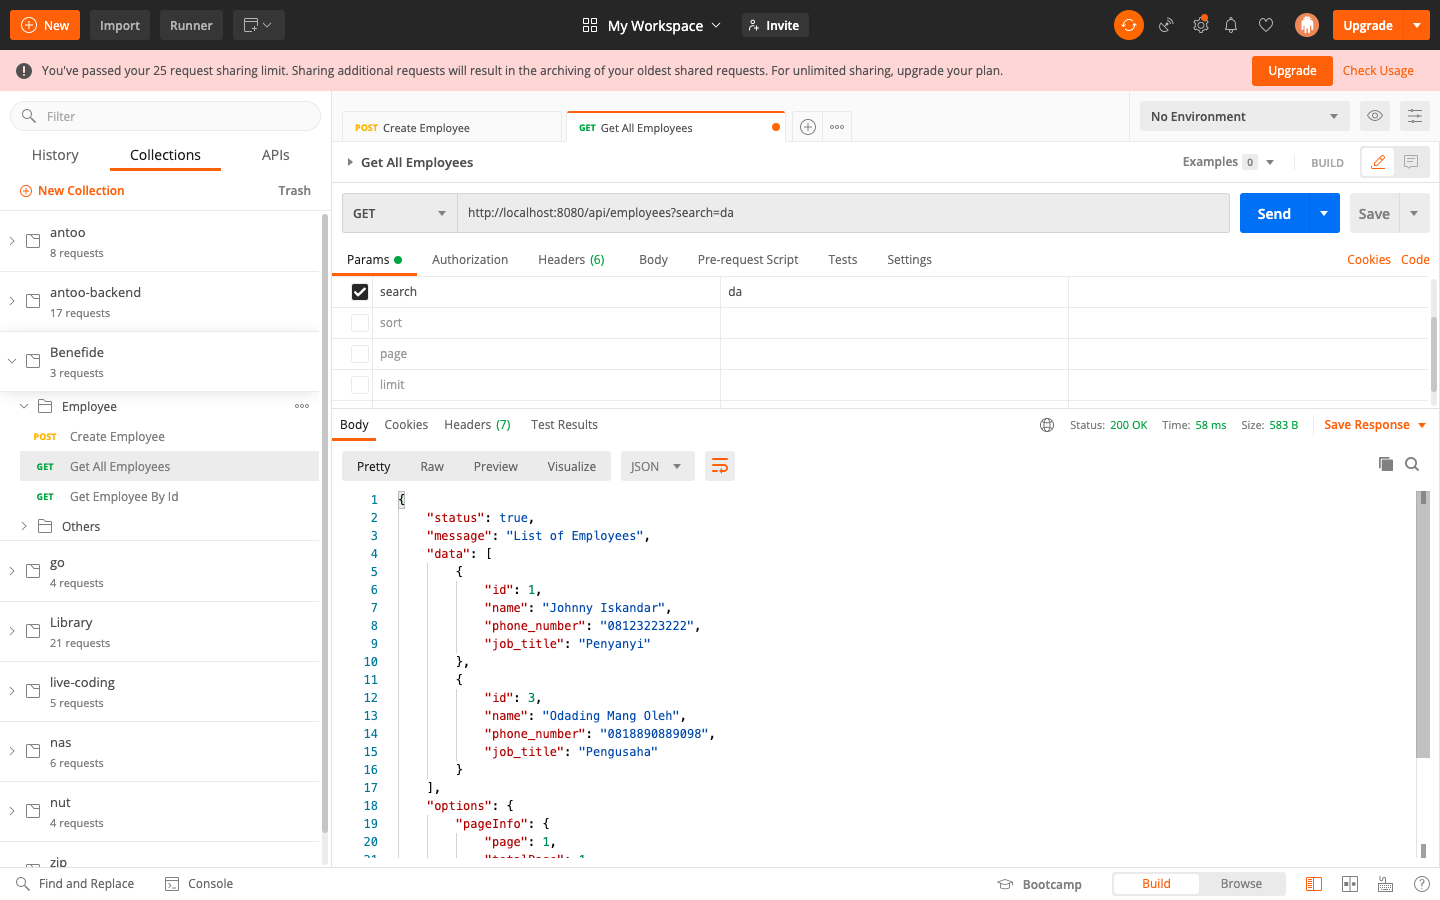 New
Import
Runner
My Workspace
Invite
Upgrade
You've passed your 25 request sharing limit. Sharing additional requests will result in the archiving of your oldest shared requests. For unlimited sharing, upgrade your plan.
Upgrade
Check Usage
Filter
History
Collections
APIs
New Collection
Trash
antoo
8 requests
antoo-backend
17 requests
Benefide
3 requests
Employee
POST Create Employee
GET Get All Employees
GET Get Employee By Id
Others
go
4 requests
Library
21 requests
live-coding
5 requests
nas
6 requests
nut
4 requests
zip
POST Create Employee
GET Get All Employees
No Environment
Get All Employees
Examples 0
BUILD
GET
http://localhost:8080/api/employees?search=da
Send
Save
Params
Authorization
Headers (6)
Body
Pre-request Script
Tests
Settings
Cookies
Code
search da
sort
page
limit
Body
Cookies
Headers (7)
Test Results
Status: 200 OK
Time: 58 ms
Size: 583 B
Save Response
Pretty
Raw
Preview
Visualize
JSON
1 {
2 "status": true,
3 "message": "List of Employees",
4 "data": [
5 {
6 "id": 1,
7 "name": "Johnny Iskandar",
8 "phone_number": "08123223222",
9 "job_title": "Penyanyi"
10 },
11 {
12 "id": 3,
13 "name": "Odading Mang Oleh",
14 "phone_number": "0818890889098",
15 "job_title": "Pengusaha"
16 }
17 ],
18 "options": {
19 "pageInfo": {
20 "page": 1,
21 "totalPage": 1
Find and Replace
Console
Bootcamp
Build
Browse